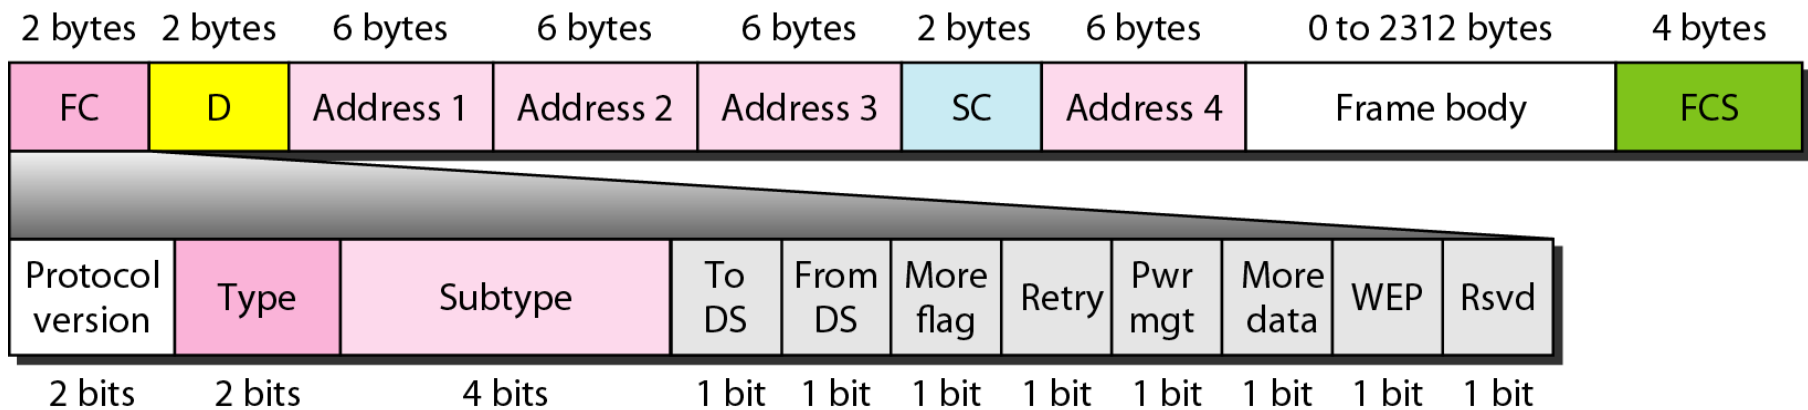 2 bytes 2 bytes 6 bytes 6 bytes 6 bytes 2 bytes 6 bytes 0 to 2312 bytes 4 bytes
FC D Address 1 Address 2 Address 3 SC Address 4 Frame body FCS
Protocol version Type Subtype To DS From DS More flag Retry Pwr mgt More data WEP Rsvd
2 bits 2 bits 4 bits 1 bit 1 bit 1 bit 1 bit 1 bit 1 bit 1 bit 1 bit